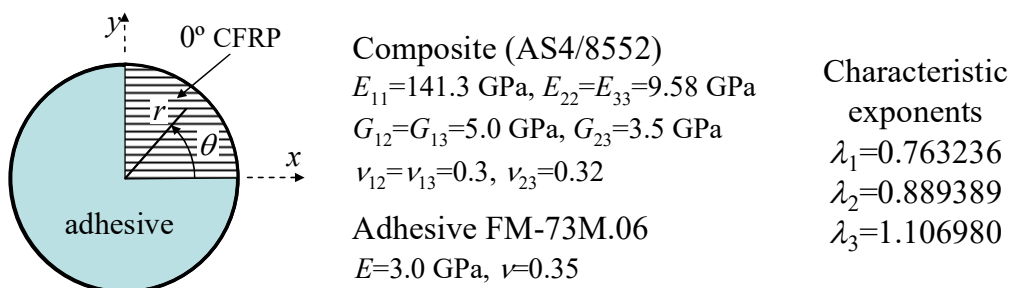 y
0º CFRP
r
θ
x
adhesive
Composite (AS4/8552)
E₁₁=141.3 GPa, E₂₂=E₃₃=9.58 GPa
G₁₂=G₁₃=5.0 GPa, G₂₃=3.5 GPa
ν₁₂=ν₁₃=0.3, ν₂₃=0.32
Adhesive FM-73M.06
E=3.0 GPa, ν=0.35
Characteristic
exponents
λ₁=0.763236
λ₂=0.889389
λ₃=1.106980